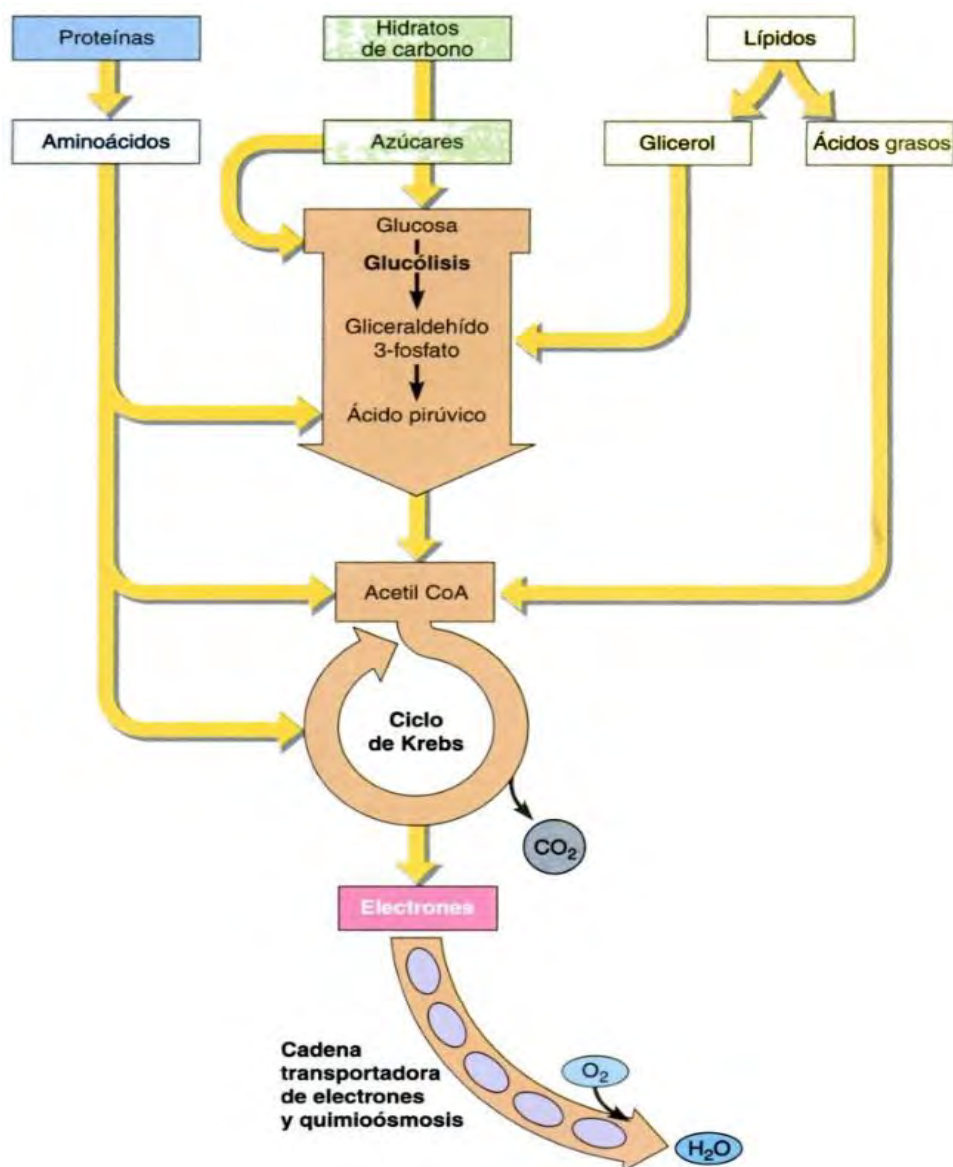 Proteínas
Hidratos
de carbono
Lípidos
Aminoácidos
Azúcares
Glicerol
Ácidos grasos
Glucosa
Glucólisis
Gliceraldehído
3-fosfato
Ácido pirúvico
Acetil CoA
Ciclo
de Krebs
CO₂
Electrones
Cadena
transportadora
de electrones
y quimioósmosis
O₂
H₂O